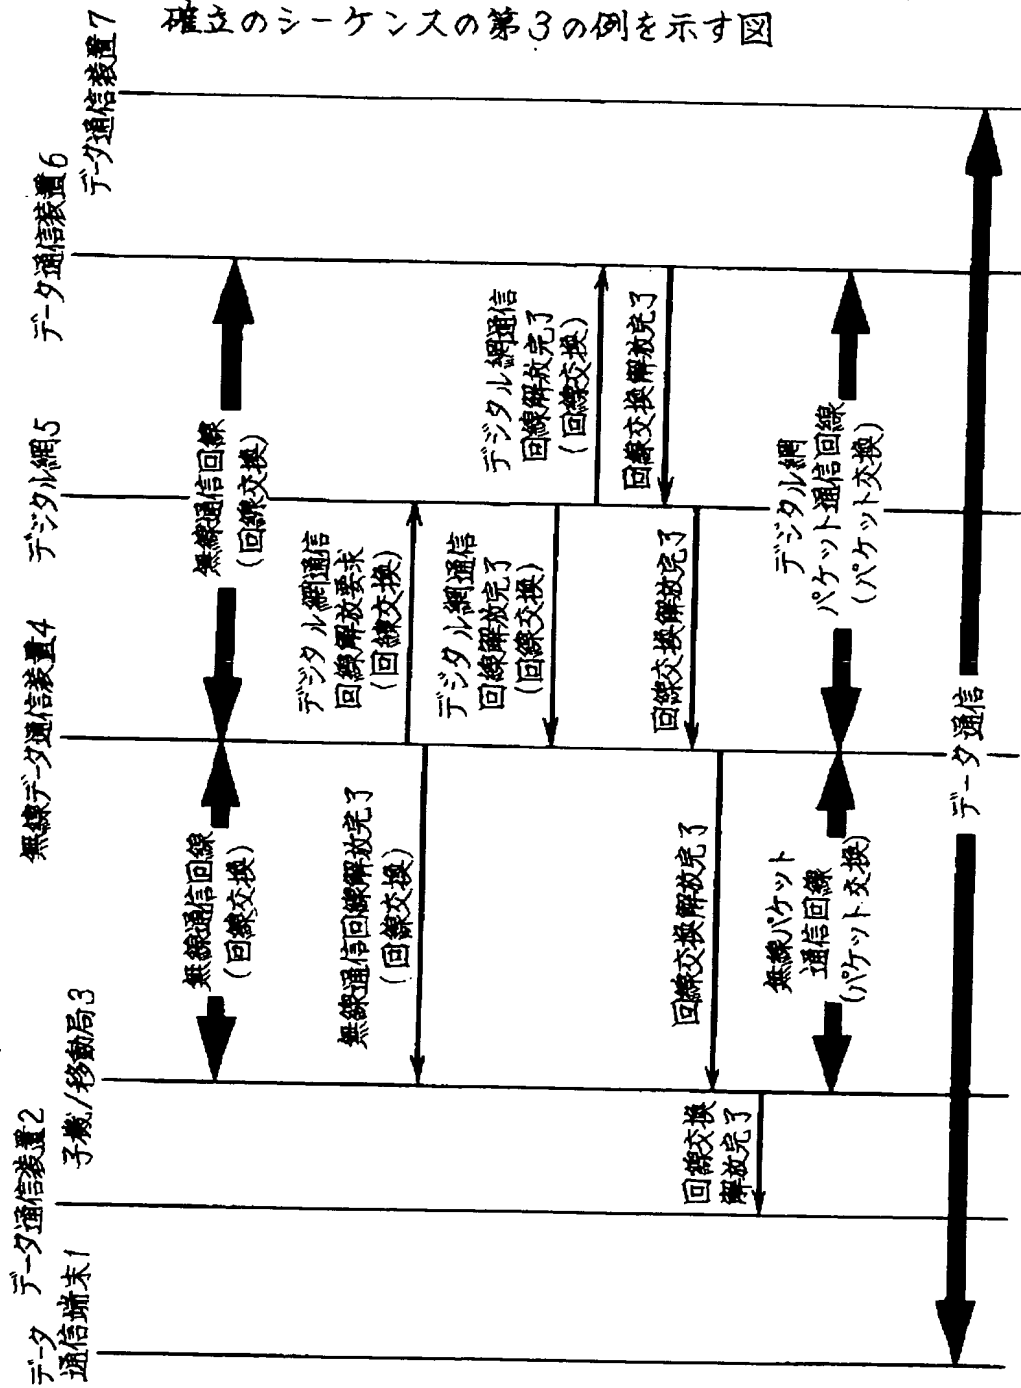 確立のシーケンスの第3の例を示す図
データ
通信端末1
データ通信装置2
子機/移動局3
無線データ通信装置4
デジタル網5
データ通信装置6
データ通信装置7
無線通信回線
(回線交換)
無線通信回線
(回線交換)
デジタル網通信
回線解放要求
(回線交換)
無線通信回線解放完了
(回線交換)
デジタル網通信
回線解放完了
(回線交換)
デジタル網通信
回線解放完了
(回線交換)
回線交換解放完了
回線交換解放完了
回線交換解放完了
回線交換
解放完了
無線パケット
通信回線
(パケット交換)
デジタル網
パケット通信回線
(パケット交換)
データ通信